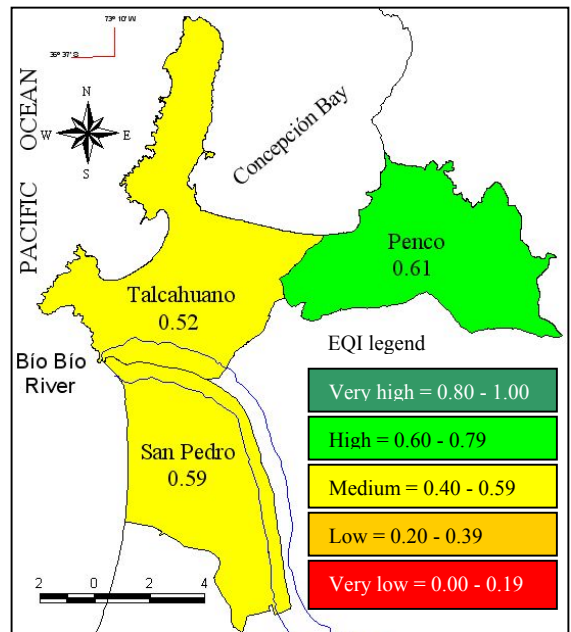 73° 10' W
36° 37' S
N
W E
S
PACIFIC OCEAN
Concepción Bay
Penco
0.61
Talcahuano
0.52
EQI legend
Bío Bío
River
Very high = 0.80 - 1.00
High = 0.60 - 0.79
San Pedro
0.59
Medium = 0.40 - 0.59
Low = 0.20 - 0.39
Very low = 0.00 - 0.19
2 0 2 4